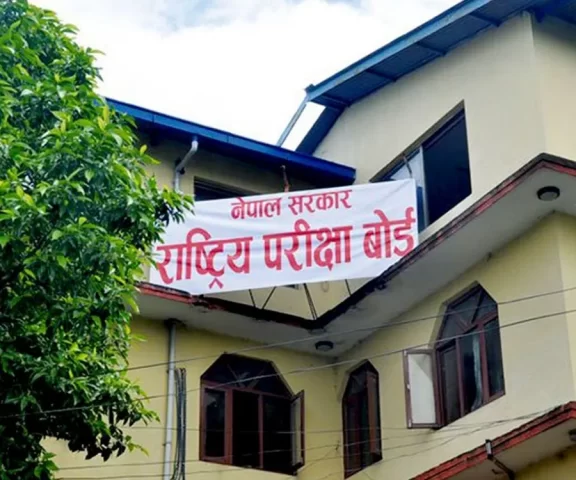 नेपाल सरकार
राष्ट्रिय परीक्षा बोर्ड